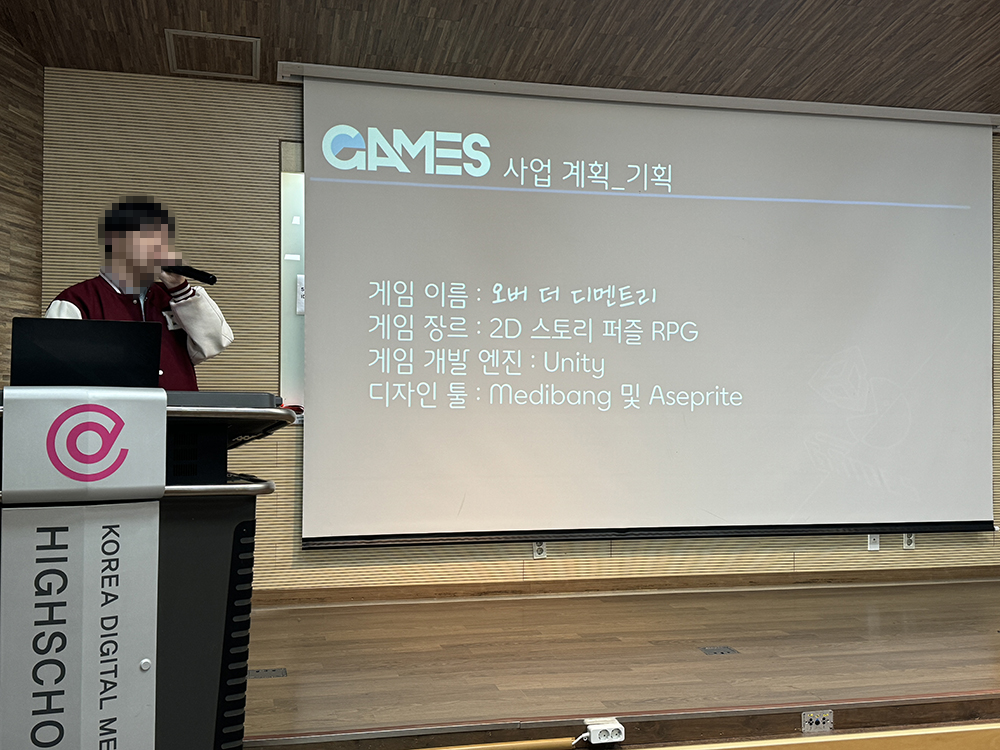 GAMES 사업 계획_기획
게임 이름 : 오버 더 디멘트리
게임 장르 : 2D 스토리 퍼즐 RPG
게임 개발 엔진 : Unity
디자인 툴 : Medibang 및 Aseprite
KOREA DIGITAL ME
HIGHSCHO